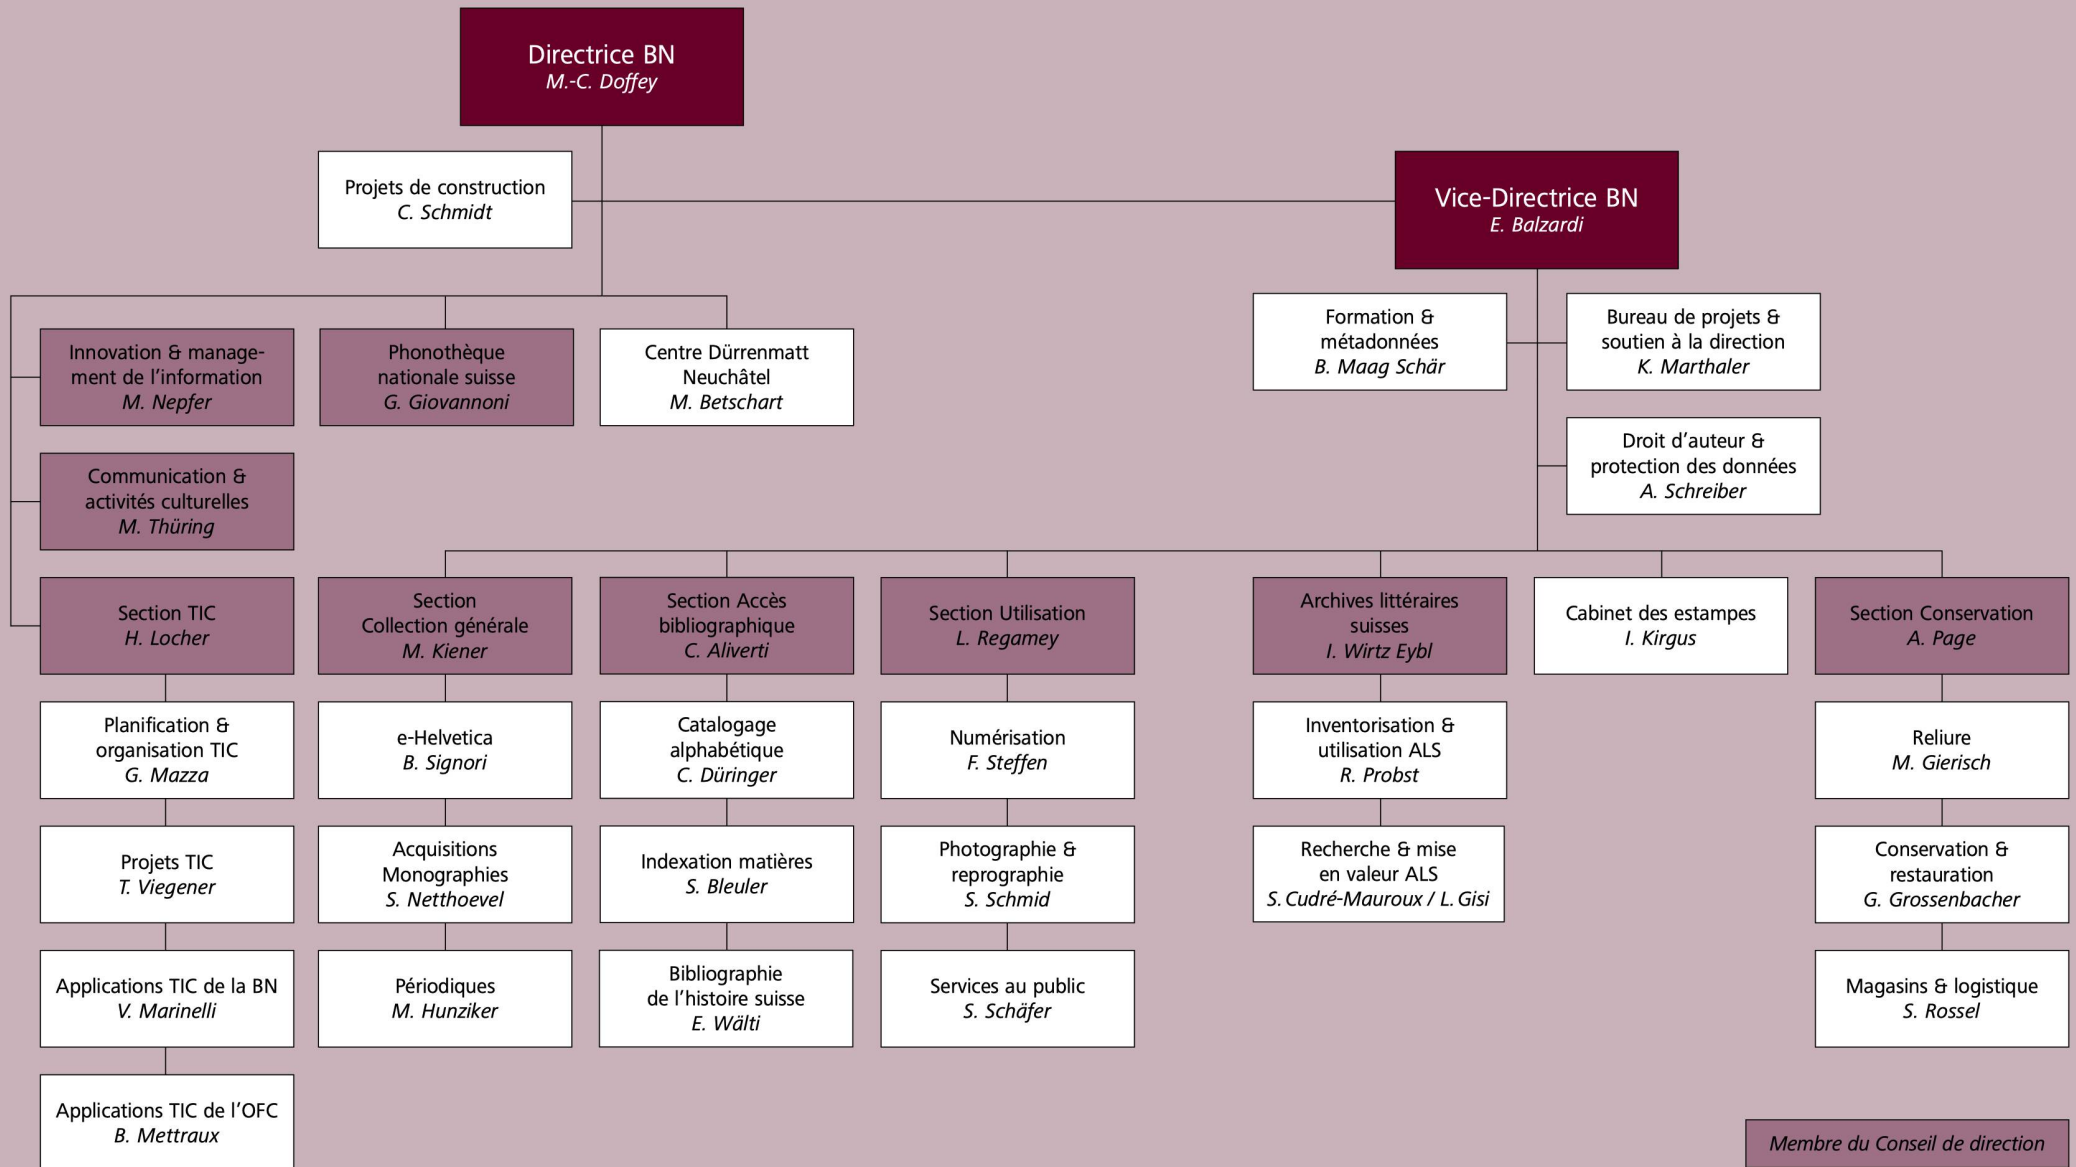 Directrice BN
M.-C. Doffey
Projets de construction
C. Schmidt
Vice-Directrice BN
E. Balzardi
Innovation & manage-
ment de l’information
M. Nepfer
Phonothèque
nationale suisse
G. Giovannoni
Centre Dürrenmatt
Neuchâtel
M. Betschart
Formation &
métadonnées
B. Maag Schär
Bureau de projets &
soutien à la direction
K. Marthaler
Communication &
activités culturelles
M. Thüring
Droit d’auteur &
protection des données
A. Schreiber
Section TIC
H. Locher
Section
Collection générale
M. Kiener
Section Accès
bibliographique
C. Aliverti
Section Utilisation
L. Regamey
Archives littéraires
suisses
I. Wirtz Eybl
Cabinet des estampes
I. Kirgus
Section Conservation
A. Page
Planification &
organisation TIC
G. Mazza
e-Helvetica
B. Signori
Catalogage
alphabétique
C. Düringer
Numérisation
F. Steffen
Inventorisation &
utilisation ALS
R. Probst
Reliure
M. Gierisch
Projets TIC
T. Viegener
Acquisitions
Monographies
S. Netthoevel
Indexation matières
S. Bleuler
Photographie &
reprographie
S. Schmid
Recherche & mise
en valeur ALS
S. Cudré-Mauroux / L. Gisi
Conservation &
restauration
G. Grossenbacher
Applications TIC de la BN
V. Marinelli
Périodiques
M. Hunziker
Bibliographie
de l’histoire suisse
E. Wälti
Services au public
S. Schäfer
Magasins & logistique
S. Rossel
Applications TIC de l’OFC
B. Mettraux
Membre du Conseil de direction